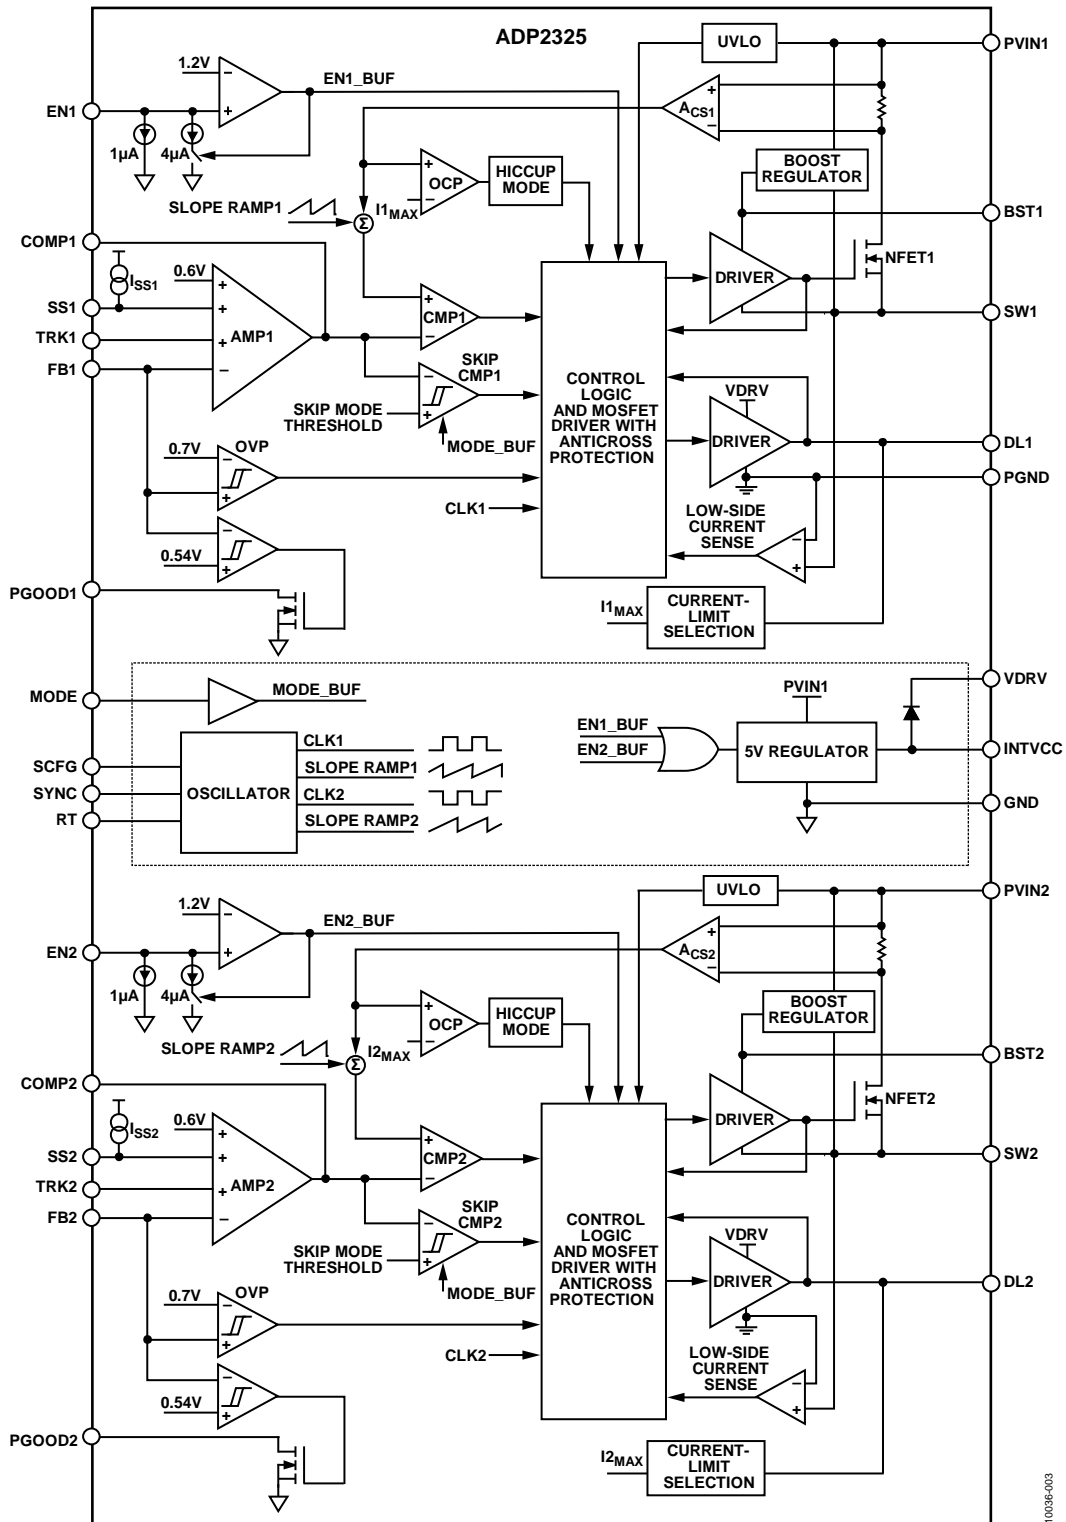 ADP2325
UVLO
PVIN1
1.2V
−
EN1_BUF
+
EN1
+
ACS1
−
1µA
4µA
BOOST
REGULATOR
+
OCP
−
HICCUP
MODE
SLOPE RAMP1
I1MAX
Σ
BST1
COMP1
NFET1
ISS1
0.6V
+
DRIVER
SS1
+
+
CMP1
−
SW1
TRK1
+
AMP1
FB1
−
SKIP
CMP1
−
+
SKIP MODE
THRESHOLD
MODE_BUF
CONTROL
LOGIC
AND MOSFET
DRIVER WITH
ANTICROSS
PROTECTION
VDRV
DRIVER
DL1
0.7V
OVP
−
+
PGND
CLK1
LOW-SIDE
CURRENT
SENSE
−
+
−
0.54V
+
PGOOD1
I1MAX
CURRENT-
LIMIT
SELECTION
MODE
MODE_BUF
PVIN1
VDRV
CLK1
EN1_BUF
EN2_BUF
5V REGULATOR
INTVCC
SCFG
SLOPE RAMP1
SYNC
OSCILLATOR
CLK2
GND
RT
SLOPE RAMP2
UVLO
PVIN2
1.2V
−
EN2_BUF
+
EN2
+
ACS2
−
1µA
4µA
BOOST
REGULATOR
+
OCP
−
HICCUP
MODE
SLOPE RAMP2
I2MAX
Σ
BST2
COMP2
NFET2
ISS2
0.6V
+
DRIVER
SS2
+
+
CMP2
−
SW2
TRK2
+
AMP2
FB2
−
SKIP
CMP2
−
+
SKIP MODE
THRESHOLD
MODE_BUF
CONTROL
LOGIC
AND MOSFET
DRIVER WITH
ANTICROSS
PROTECTION
VDRV
DRIVER
DL2
0.7V
OVP
−
+
CLK2
LOW-SIDE
CURRENT
SENSE
−
+
−
0.54V
+
PGOOD2
I2MAX
CURRENT-
LIMIT
SELECTION
10036-003